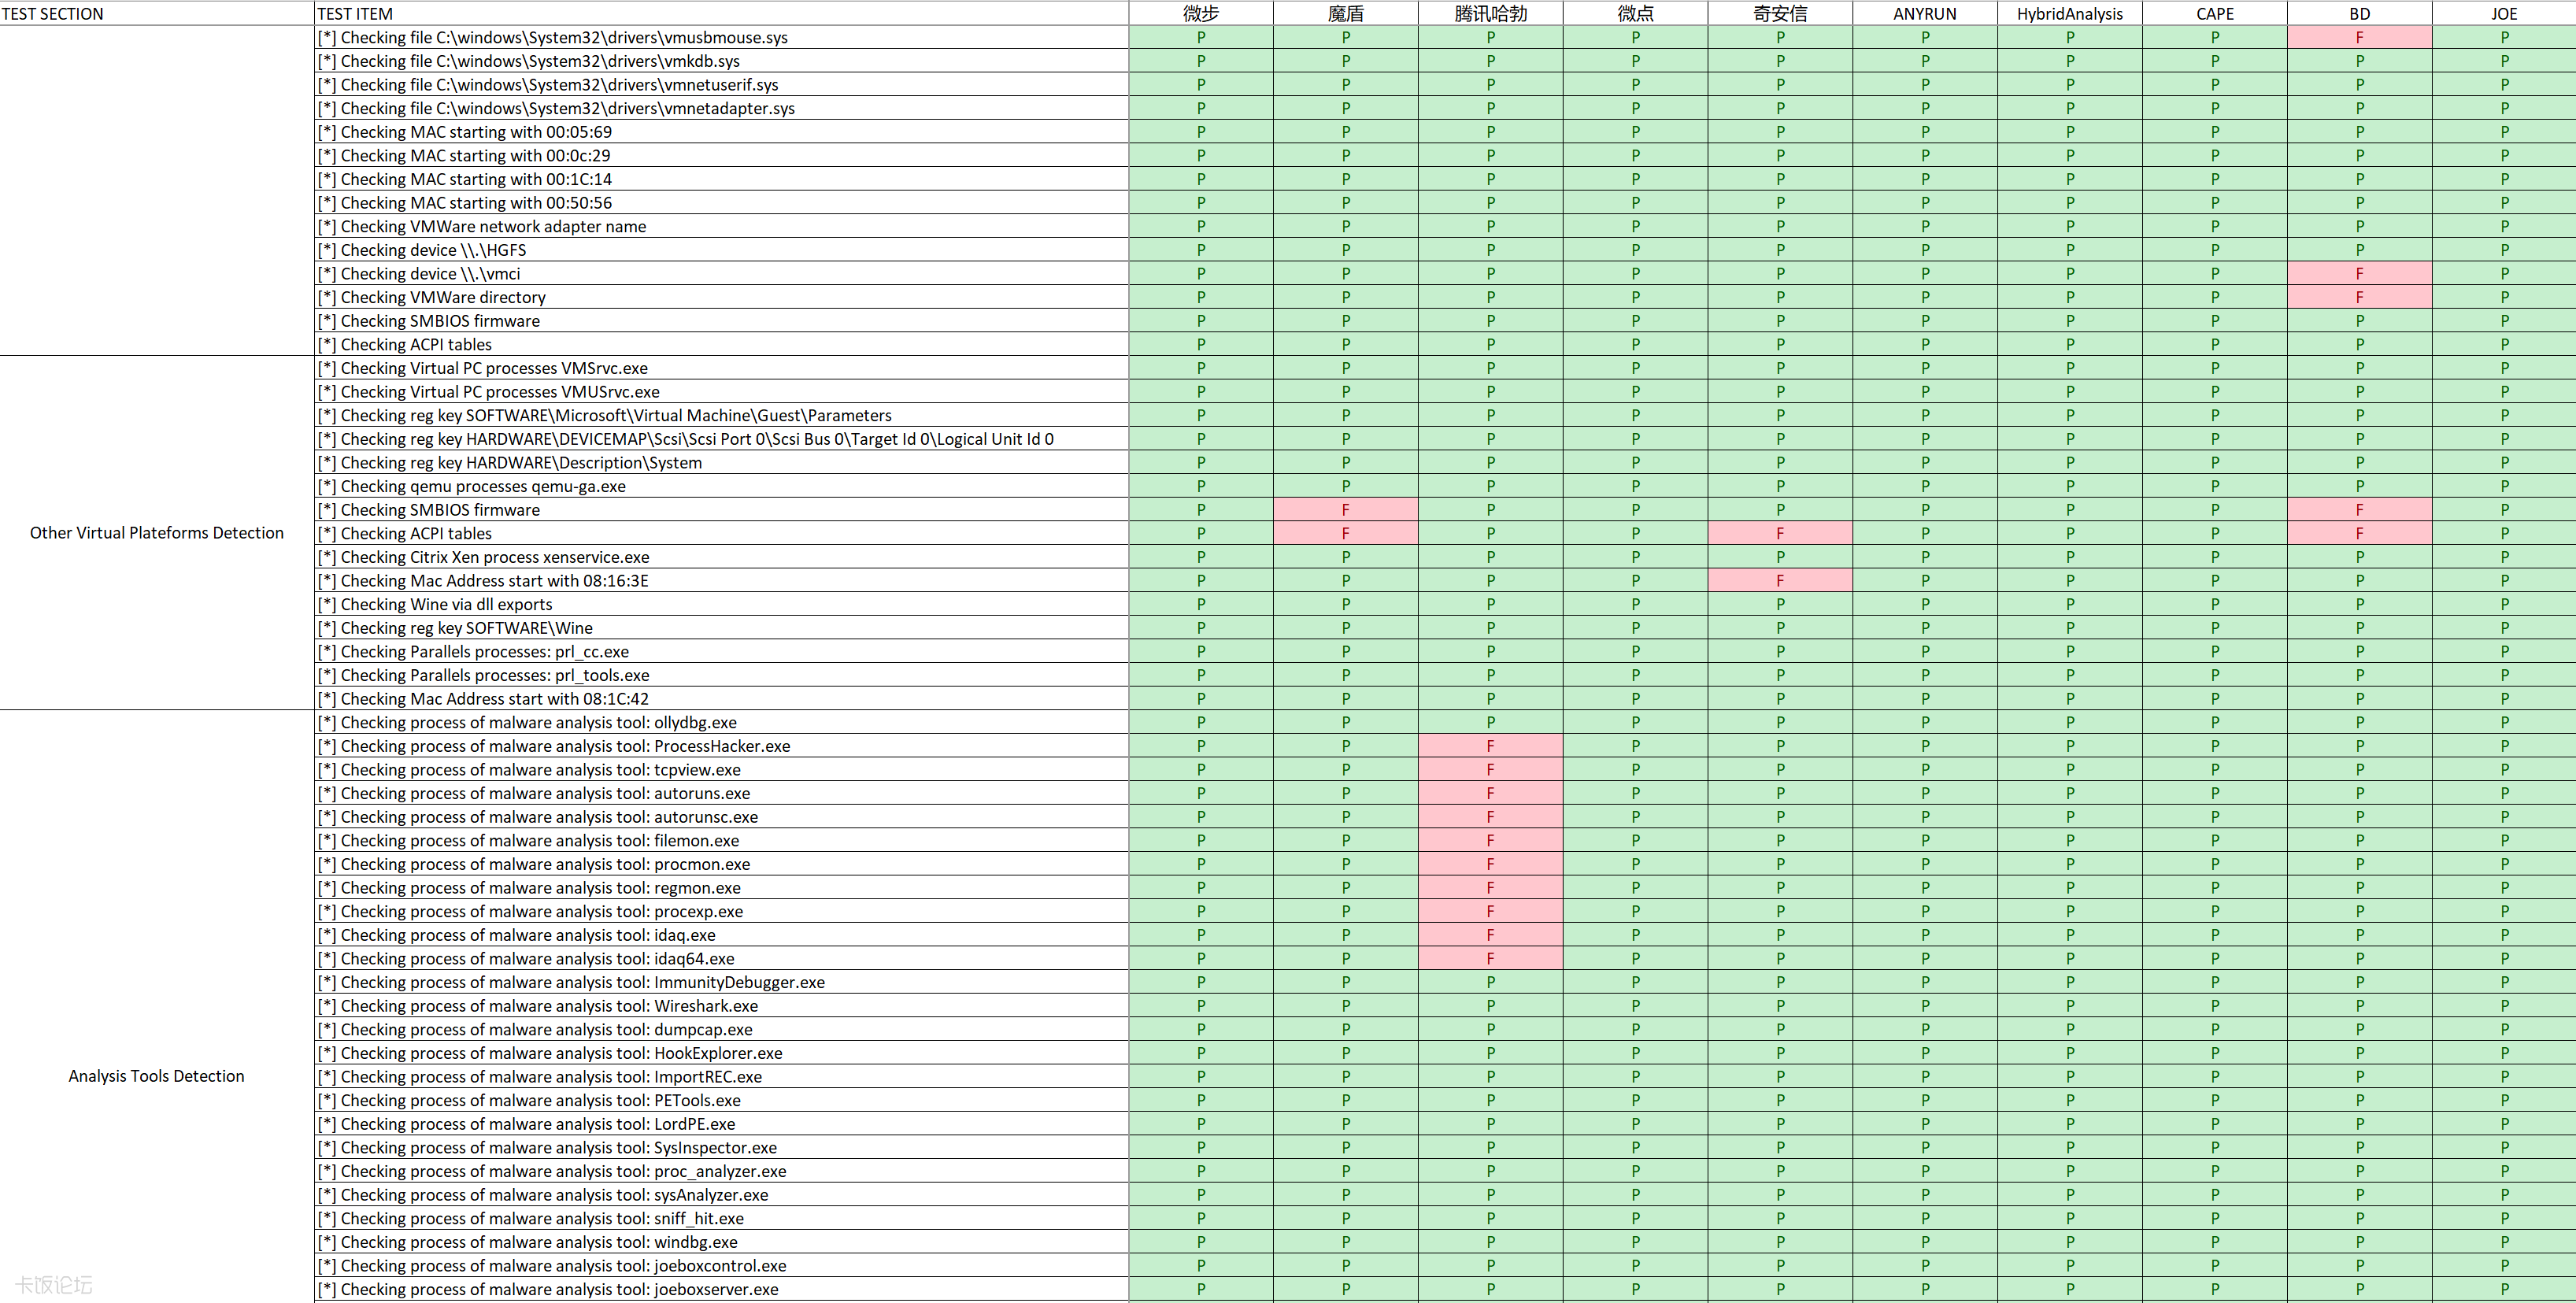 TEST SECTION TEST ITEM 微步 魔盾 腾讯哈勃 微点 奇安信 ANYRUN HybridAnalysis CAPE BD JOE
[*] Checking file C:\windows\System32\drivers\vmusbmouse.sys P P P P P P P P F P
[*] Checking file C:\windows\System32\drivers\vmkdb.sys P P P P P P P P P P
[*] Checking file C:\windows\System32\drivers\vmnetuserif.sys P P P P P P P P P P
[*] Checking file C:\windows\System32\drivers\vmnetadapter.sys P P P P P P P P P P
[*] Checking MAC starting with 00:05:69 P P P P P P P P P P
[*] Checking MAC starting with 00:0c:29 P P P P P P P P P P
[*] Checking MAC starting with 00:1C:14 P P P P P P P P P P
[*] Checking MAC starting with 00:50:56 P P P P P P P P P P
[*] Checking VMWare network adapter name P P P P P P P P P P
[*] Checking device \\.\HGFS P P P P P P P P P P
[*] Checking device \\.\vmci P P P P P P P P F P
[*] Checking VMWare directory P P P P P P P P F P
[*] Checking SMBIOS firmware P P P P P P P P P P
[*] Checking ACPI tables P P P P P P P P P P
[*] Checking Virtual PC processes VMSrvc.exe P P P P P P P P P P
[*] Checking Virtual PC processes VMUSrvc.exe P P P P P P P P P P
[*] Checking reg key SOFTWARE\Microsoft\Virtual Machine\Guest\Parameters P P P P P P P P P P
[*] Checking reg key HARDWARE\DEVICEMAP\Scsi\Scsi Port 0\Scsi Bus 0\Target Id 0\Logical Unit Id 0 P P P P P P P P P P
[*] Checking reg key HARDWARE\Description\System P P P P P P P P P P
[*] Checking qemu processes qemu-ga.exe P P P P P P P P P P
[*] Checking SMBIOS firmware P F P P P P P P F P
Other Virtual Plateforms Detection [*] Checking ACPI tables P F P P F P P P F P
[*] Checking Citrix Xen process xenservice.exe P P P P P P P P P P
[*] Checking Mac Address start with 08:16:3E P P P P F P P P P P
[*] Checking Wine via dll exports P P P P P P P P P P
[*] Checking reg key SOFTWARE\Wine P P P P P P P P P P
[*] Checking Parallels processes: prl_cc.exe P P P P P P P P P P
[*] Checking Parallels processes: prl_tools.exe P P P P P P P P P P
[*] Checking Mac Address start with 08:1C:42 P P P P P P P P P P
[*] Checking process of malware analysis tool: ollydbg.exe P P P P P P P P P P
[*] Checking process of malware analysis tool: ProcessHacker.exe P P F P P P P P P P
[*] Checking process of malware analysis tool: tcpview.exe P P F P P P P P P P
[*] Checking process of malware analysis tool: autoruns.exe P P F P P P P P P P
[*] Checking process of malware analysis tool: autorunsc.exe P P F P P P P P P P
[*] Checking process of malware analysis tool: filemon.exe P P F P P P P P P P
[*] Checking process of malware analysis tool: procmon.exe P P F P P P P P P P
[*] Checking process of malware analysis tool: regmon.exe P P F P P P P P P P
[*] Checking process of malware analysis tool: procexp.exe P P F P P P P P P P
[*] Checking process of malware analysis tool: idaq.exe P P F P P P P P P P
[*] Checking process of malware analysis tool: idaq64.exe P P F P P P P P P P
[*] Checking process of malware analysis tool: ImmunityDebugger.exe P P P P P P P P P P
[*] Checking process of malware analysis tool: Wireshark.exe P P P P P P P P P P
[*] Checking process of malware analysis tool: dumpcap.exe P P P P P P P P P P
[*] Checking process of malware analysis tool: HookExplorer.exe P P P P P P P P P P
Analysis Tools Detection [*] Checking process of malware analysis tool: ImportREC.exe P P P P P P P P P P
[*] Checking process of malware analysis tool: PETools.exe P P P P P P P P P P
[*] Checking process of malware analysis tool: LordPE.exe P P P P P P P P P P
[*] Checking process of malware analysis tool: SysInspector.exe P P P P P P P P P P
[*] Checking process of malware analysis tool: proc_analyzer.exe P P P P P P P P P P
[*] Checking process of malware analysis tool: sysAnalyzer.exe P P P P P P P P P P
[*] Checking process of malware analysis tool: sniff_hit.exe P P P P P P P P P P
[*] Checking process of malware analysis tool: windbg.exe P P P P P P P P P P
[*] Checking process of malware analysis tool: joeboxcontrol.exe P P P P P P P P P P
[*] Checking process of malware analysis tool: joeboxserver.exe P P P P P P P P P P
卡饭论坛